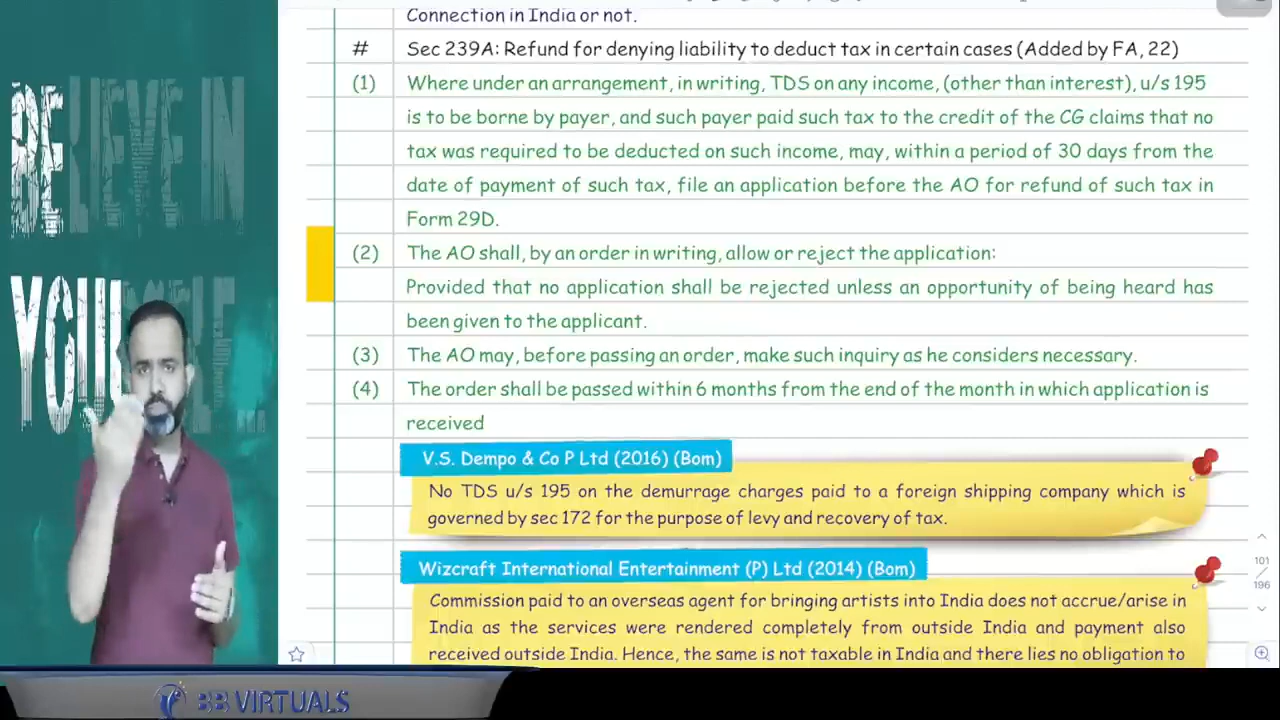 Connection in India or not.
# Sec 239A: Refund for denying liability to deduct tax in certain cases (Added by FA, 22)
(1) Where under an arrangement, in writing, TDS on any income, (other than interest), u/s 195
is to be borne by payer, and such payer paid such tax to the credit of the CG claims that no
tax was required to be deducted on such income, may, within a period of 30 days from the
date of payment of such tax, file an application before the AO for refund of such tax in
Form 29D.
(2) The AO shall, by an order in writing, allow or reject the application:
Provided that no application shall be rejected unless an opportunity of being heard has
been given to the applicant.
(3) The AO may, before passing an order, make such inquiry as he considers necessary.
(4) The order shall be passed within 6 months from the end of the month in which application is
received
V.S. Dempo & Co P Ltd (2016) (Bom)
No TDS u/s 195 on the demurrage charges paid to a foreign shipping company which is
governed by sec 172 for the purpose of levy and recovery of tax.
Wizcraft International Entertainment (P) Ltd (2014) (Bom)
Commission paid to an overseas agent for bringing artists into India does not accrue/arise in
India as the services were rendered completely from outside India and payment also
received outside India. Hence, the same is not taxable in India and there lies no obligation to
101
196
BELIEVE IN
BB VIRTUALS